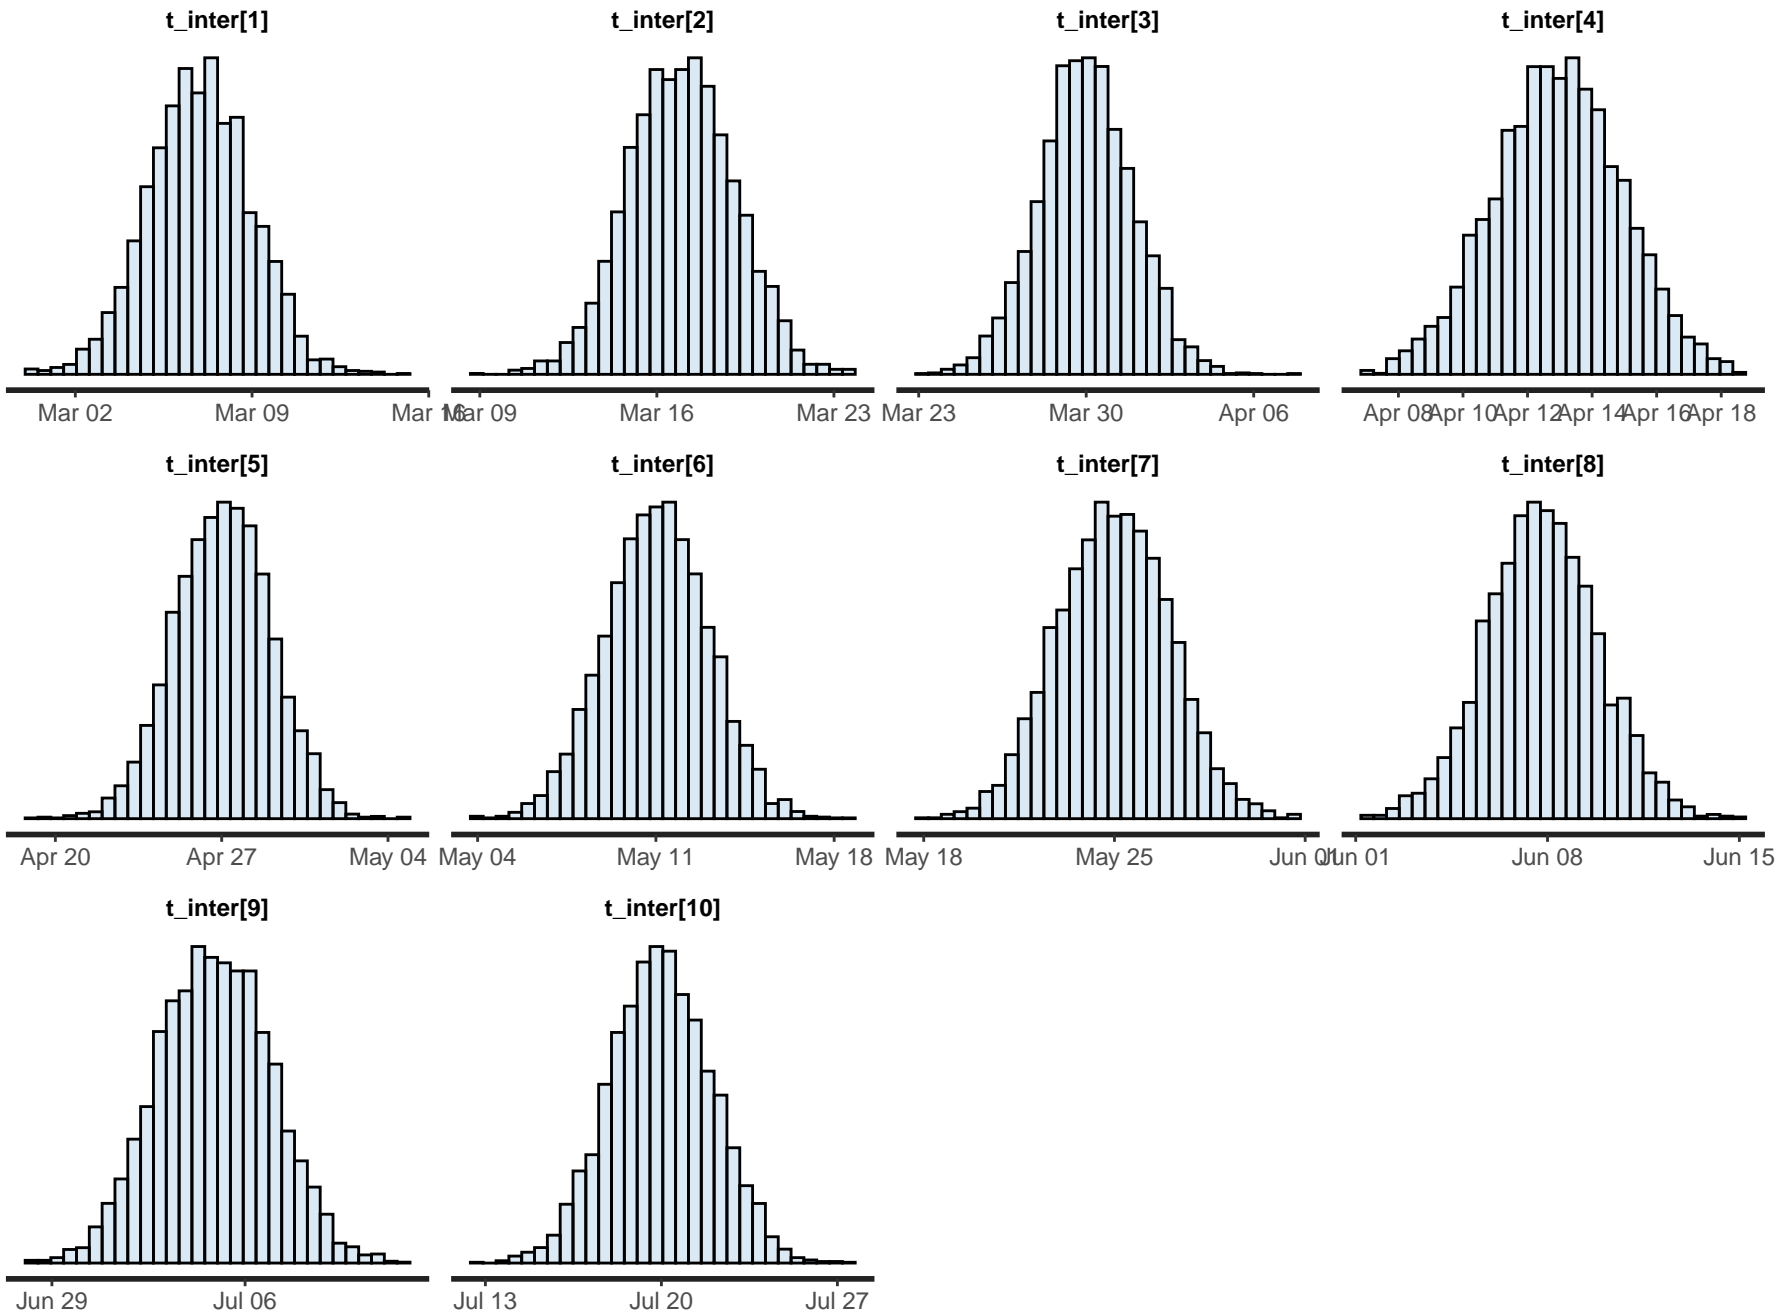 t_inter[1] t_inter[2] t_inter[3] t_inter[4]
Mar 02 Mar 09 Mar 16 Mar 09 Mar 16 Mar 23 Mar 23 Mar 30 Apr 06 Apr 08 Apr 10 Apr 12 Apr 14 Apr 16 Apr 18
t_inter[5] t_inter[6] t_inter[7] t_inter[8]
Apr 20 Apr 27 May 04 May 04 May 11 May 18 May 18 May 25 Jun 01 Jun 01 Jun 08 Jun 15
t_inter[9] t_inter[10]
Jun 29 Jul 06 Jul 13 Jul 20 Jul 27